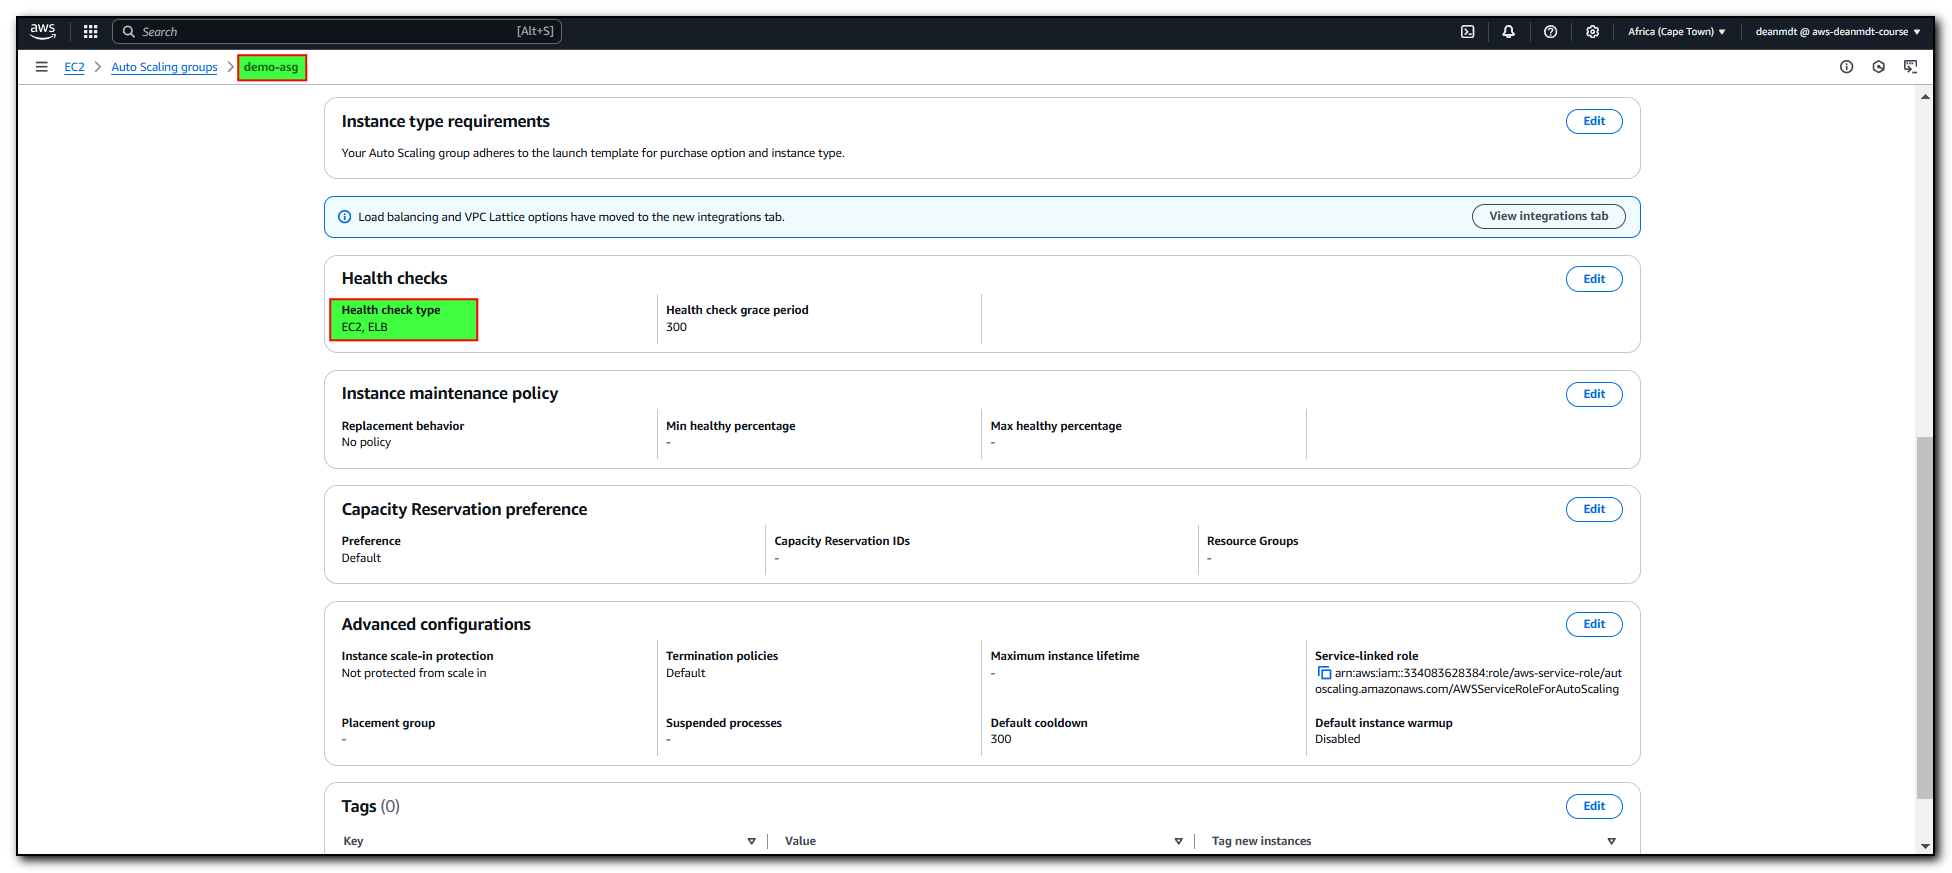 aws
Search [Alt+S]
Africa (Cape Town) deanmdt @ aws-deanmdt-course
EC2 Auto Scaling groups demo-asg
Instance type requirements
Edit
Your Auto Scaling group adheres to the launch template for purchase option and instance type.
Load balancing and VPC Lattice options have moved to the new integrations tab.
View integrations tab
Health checks
Edit
Health check type
EC2, ELB
Health check grace period
300
Instance maintenance policy
Edit
Replacement behavior
No policy
Min healthy percentage
-
Max healthy percentage
-
Capacity Reservation preference
Edit
Preference
Default
Capacity Reservation IDs
-
Resource Groups
-
Advanced configurations
Edit
Instance scale-in protection
Not protected from scale in
Termination policies
Default
Maximum instance lifetime
-
Service-linked role
arn:aws:iam::334083628384:role/aws-service-role/aut
oscaling.amazonaws.com/AWSServiceRoleForAutoScaling
Placement group
-
Suspended processes
-
Default cooldown
300
Default instance warmup
Disabled
Tags (0)
Edit
Key Value Tag new instances